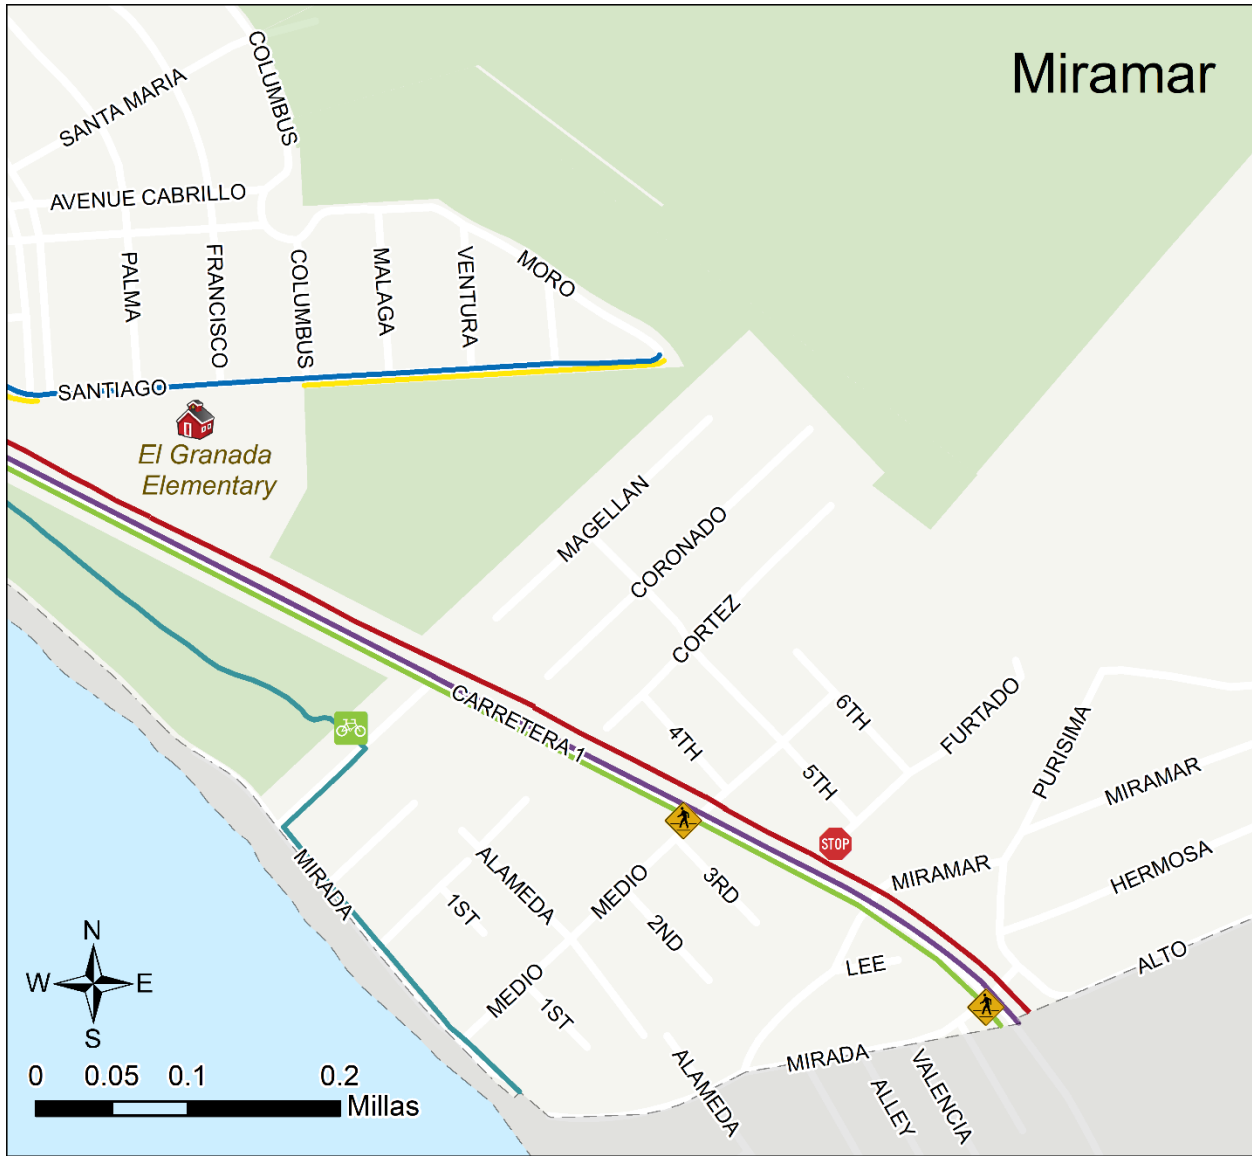 Miramar
COLUMBUS
SANTA MARIA
AVENUE CABRILLO
PALMA
FRANCISCO
COLUMBUS
MALAGA
VENTURA
MORO
SANTIAGO
El Granada
Elementary
MAGELLAN
CORONADO
CORTEZ
CARRETERA 1
4TH
5TH
6TH
FURTADO
PURISIMA
MIRAMAR
HERMOSA
MIRAMAR
STOP
MIRADA
ALAMEDA
1ST
MEDIO
3RD
2ND
LEE
ALTO
MEDIO
1ST
MIRADA
ALAMEDA
ALLEY
VALENCIA
N
W
E
S
0 0.05 0.1 0.2
Millas